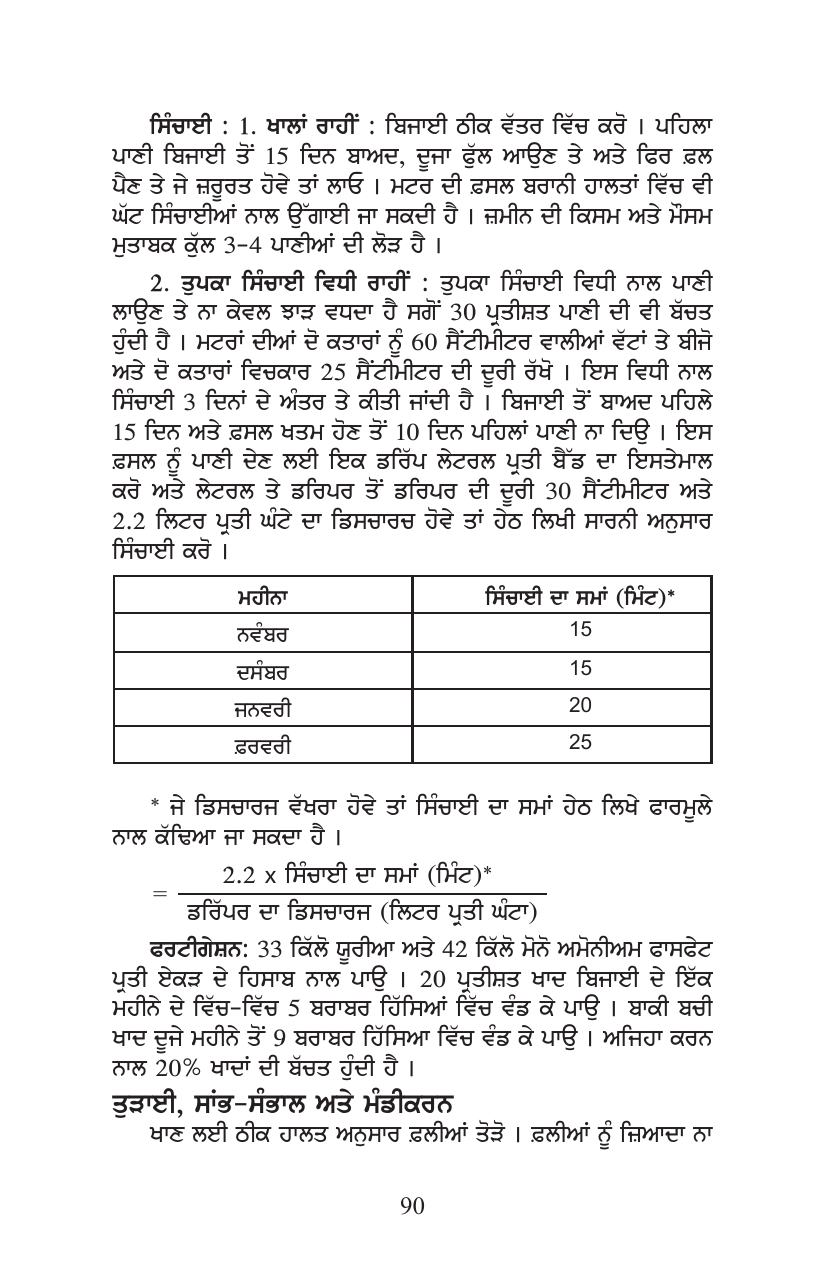 ਸਿੰਚਾਈ : 1. ਖਾਲਾਂ ਰਾਹੀਂ : ਬਿਜਾਈ ਠੀਕ ਵੱਤਰ ਵਿੱਚ ਕਰੋ । ਪਹਿਲਾ
ਪਾਣੀ ਬਿਜਾਈ ਤੋਂ 15 ਦਿਨ ਬਾਅਦ, ਦੂਜਾ ਫੁੱਲ ਆਉਣ ਤੇ ਅਤੇ ਫਿਰ ਫ਼ਲ
ਪੈਣ ਤੇ ਜੇ ਜ਼ਰੂਰਤ ਹੋਵੇ ਤਾਂ ਲਾਓ । ਮਟਰ ਦੀ ਫ਼ਸਲ ਬਰਾਨੀ ਹਾਲਤਾਂ ਵਿੱਚ ਵੀ
ਘੱਟ ਸਿੰਚਾਈਆਂ ਨਾਲ ਉੱਗਾਈ ਜਾ ਸਕਦੀ ਹੈ । ਜ਼ਮੀਨ ਦੀ ਕਿਸਮ ਅਤੇ ਮੌਸਮ
ਮੁਤਾਬਕ ਕੁੱਲ 3-4 ਪਾਣੀਆਂ ਦੀ ਲੋੜ ਹੈ ।
2. ਤੁਪਕਾ ਸਿੰਚਾਈ ਵਿਧੀ ਰਾਹੀਂ : ਤੁਪਕਾ ਸਿੰਚਾਈ ਵਿਧੀ ਨਾਲ ਪਾਣੀ
ਲਾਉਣ ਤੇ ਨਾ ਕੇਵਲ ਝਾੜ ਵਧਦਾ ਹੈ ਸਗੋਂ 30 ਪ੍ਰਤੀਸ਼ਤ ਪਾਣੀ ਦੀ ਵੀ ਬੱਚਤ
ਹੁੰਦੀ ਹੈ । ਮਟਰਾਂ ਦੀਆਂ ਦੋ ਕਤਾਰਾਂ ਨੂੰ 60 ਸੈਂਟੀਮੀਟਰ ਵਾਲੀਆਂ ਵੱਟਾਂ ਤੇ ਬੀਜੋ
ਅਤੇ ਦੋ ਕਤਾਰਾਂ ਵਿਚਕਾਰ 25 ਸੈਂਟੀਮੀਟਰ ਦੀ ਦੂਰੀ ਰੱਖੋ । ਇਸ ਵਿਧੀ ਨਾਲ
ਸਿੰਚਾਈ 3 ਦਿਨਾਂ ਦੇ ਅੰਤਰ ਤੇ ਕੀਤੀ ਜਾਂਦੀ ਹੈ । ਬਿਜਾਈ ਤੋਂ ਬਾਅਦ ਪਹਿਲੇ
15 ਦਿਨ ਅਤੇ ਫ਼ਸਲ ਖਤਮ ਹੋਣ ਤੋਂ 10 ਦਿਨ ਪਹਿਲਾਂ ਪਾਣੀ ਨਾ ਦਿਉ । ਇਸ
ਫ਼ਸਲ ਨੂੰ ਪਾਣੀ ਦੇਣ ਲਈ ਇਕ ਡਰਿੱਪ ਲੇਟਰਲ ਪ੍ਰਤੀ ਬੈੱਡ ਦਾ ਇਸਤੇਮਾਲ
ਕਰੋ ਅਤੇ ਲੇਟਰਲ ਤੇ ਡਰਿਪਰ ਤੋਂ ਡਰਿਪਰ ਦੀ ਦੂਰੀ 30 ਸੈਂਟੀਮੀਟਰ ਅਤੇ
2.2 ਲਿਟਰ ਪ੍ਰਤੀ ਘੰਟੇ ਦਾ ਡਿਸਚਾਰਚ ਹੋਵੇ ਤਾਂ ਹੇਠ ਲਿਖੀ ਸਾਰਨੀ ਅਨੁਸਾਰ
ਸਿੰਚਾਈ ਕਰੋ ।
ਮਹੀਨਾ ਸਿੰਚਾਈ ਦਾ ਸਮਾਂ (ਮਿੰਟ)*
ਨਵੰਬਰ 15
ਦਸੰਬਰ 15
ਜਨਵਰੀ 20
ਫ਼ਰਵਰੀ 25
* ਜੇ ਡਿਸਚਾਰਜ ਵੱਖਰਾ ਹੋਵੇ ਤਾਂ ਸਿੰਚਾਈ ਦਾ ਸਮਾਂ ਹੇਠ ਲਿਖੇ ਫਾਰਮੂਲੇ
ਨਾਲ ਕੱਢਿਆ ਜਾ ਸਕਦਾ ਹੈ ।
2.2 x ਸਿੰਚਾਈ ਦਾ ਸਮਾਂ (ਮਿੰਟ)*
=
ਡਰਿੱਪਰ ਦਾ ਡਿਸਚਾਰਜ (ਲਿਟਰ ਪ੍ਰਤੀ ਘੰਟਾ)
ਫਰਟੀਗੇਸ਼ਨ: 33 ਕਿੱਲੋ ਯੂਰੀਆ ਅਤੇ 42 ਕਿੱਲੋ ਮੋਨੋ ਅਮੋਨੀਅਮ ਫਾਸਫੇਟ
ਪ੍ਰਤੀ ਏਕੜ ਦੇ ਹਿਸਾਬ ਨਾਲ ਪਾਉ । 20 ਪ੍ਰਤੀਸ਼ਤ ਖਾਦ ਬਿਜਾਈ ਦੇ ਇੱਕ
ਮਹੀਨੇ ਦੇ ਵਿੱਚ-ਵਿੱਚ 5 ਬਰਾਬਰ ਹਿੱਸਿਆਂ ਵਿੱਚ ਵੰਡ ਕੇ ਪਾਉ । ਬਾਕੀ ਬਚੀ
ਖਾਦ ਦੂਜੇ ਮਹੀਨੇ ਤੋਂ 9 ਬਰਾਬਰ ਹਿੱਸਿਆ ਵਿੱਚ ਵੰਡ ਕੇ ਪਾਉ । ਅਜਿਹਾ ਕਰਨ
ਨਾਲ 20% ਖਾਦਾਂ ਦੀ ਬੱਚਤ ਹੁੰਦੀ ਹੈ ।
ਤੁੜਾਈ, ਸਾਂਭ-ਸੰਭਾਲ ਅਤੇ ਮੰਡੀਕਰਨ
ਖਾਣ ਲਈ ਠੀਕ ਹਾਲਤ ਅਨੁਸਾਰ ਫ਼ਲੀਆਂ ਤੋੜੋ । ਫ਼ਲੀਆਂ ਨੂੰ ਜ਼ਿਆਦਾ ਨਾ
90